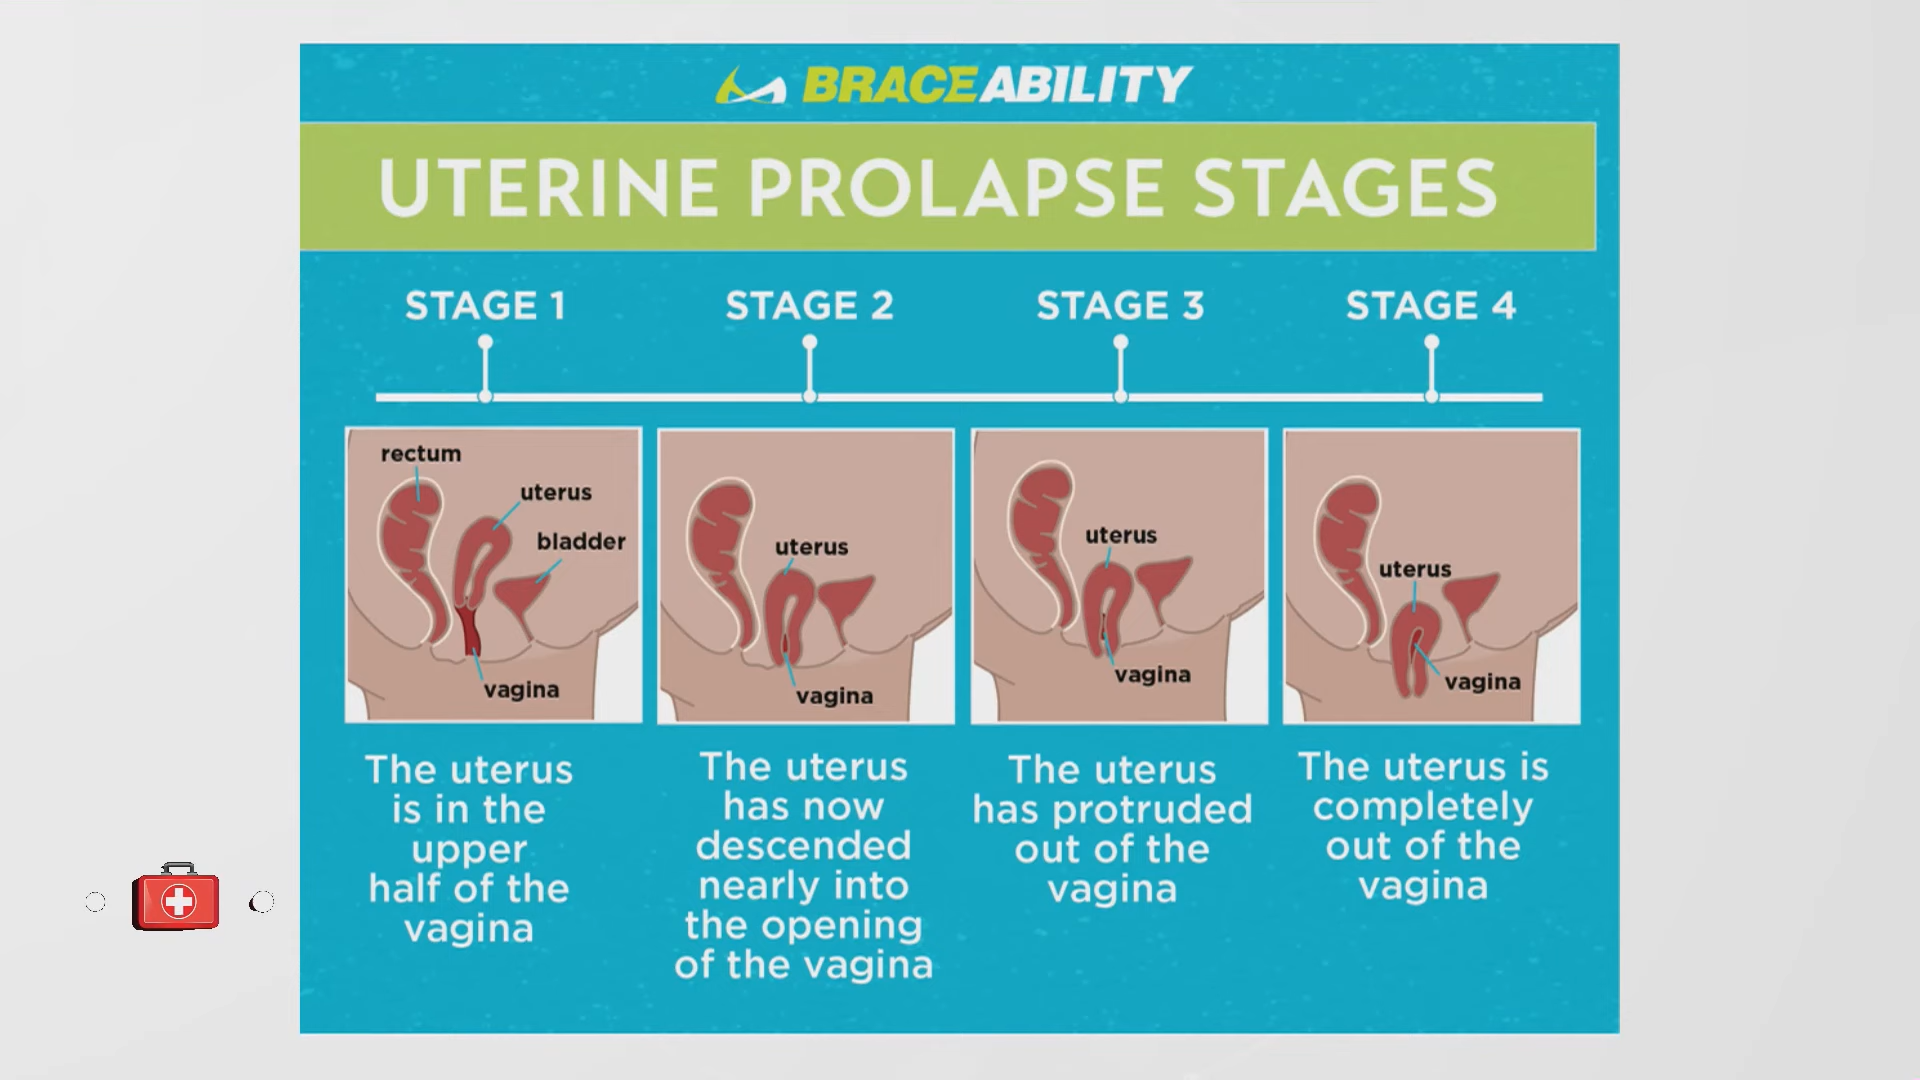 BRACEABILITY
UTERINE PROLAPSE STAGES
STAGE 1
STAGE 2
STAGE 3
STAGE 4
rectum
uterus
bladder
vagina
uterus
vagina
uterus
vagina
uterus
vagina
The uterus
is in the
upper
half of the
vagina
The uterus
has now
descended
nearly into
the opening
of the vagina
The uterus
has protruded
out of the
vagina
The uterus is
completely
out of the
vagina